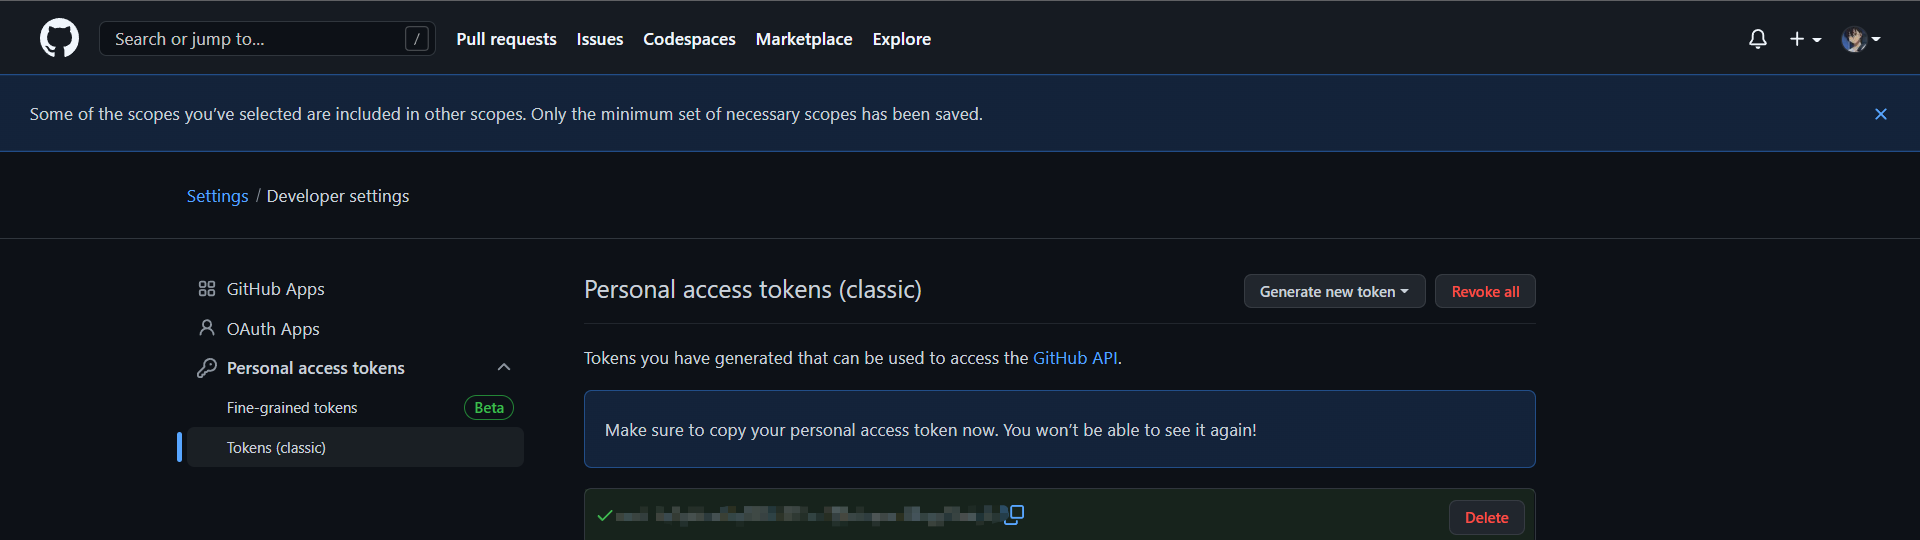 Search or jump to... / Pull requests Issues Codespaces Marketplace Explore
Some of the scopes you've selected are included in other scopes. Only the minimum set of necessary scopes has been saved.
Settings / Developer settings
GitHub Apps
OAuth Apps
Personal access tokens
Fine-grained tokens Beta
Tokens (classic)
Personal access tokens (classic) Generate new token Revoke all
Tokens you have generated that can be used to access the GitHub API.
Make sure to copy your personal access token now. You won't be able to see it again!
Delete